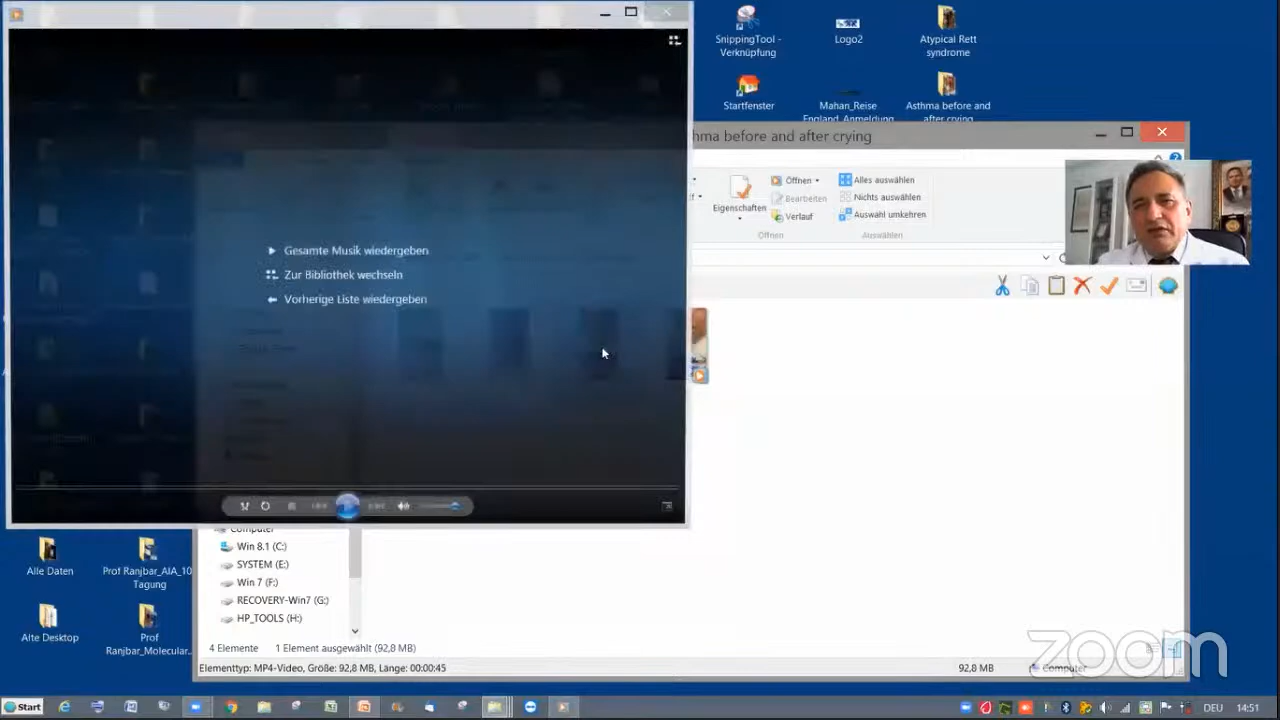 SnippingTool -
Verknüpfung
Logo2
Atypical Rett
syndrome
Startfenster
Mahan_Reise
England_Anmeldung
Asthma before and
after crying
hma before and after crying
Eigenschaften
Öffnen
Bearbeiten
Verlauf
Öffnen
Alles auswählen
Nichts auswählen
Auswahl umkehren
Auswählen
Gesamte Musik wiedergeben
Zur Bibliothek wechseln
Vorherige Liste wiedergeben
Computer
Win 8.1 (C:)
SYSTEM (E:)
Win 7 (F:)
RECOVERY-Win7 (G:)
HP_TOOLS (H:)
Alle Daten
Prof Ranjbar_AIA_10
Tagung
Alte Desktop
Prof
Ranjbar_Molecular...
4 Elemente 1 Element ausgewählt (92,8 MB)
Elementtyp: MP4-Video, Größe: 92,8 MB, Länge: 00:00:45
92,8 MB
Computer
zoom
Start
DEU
14:51